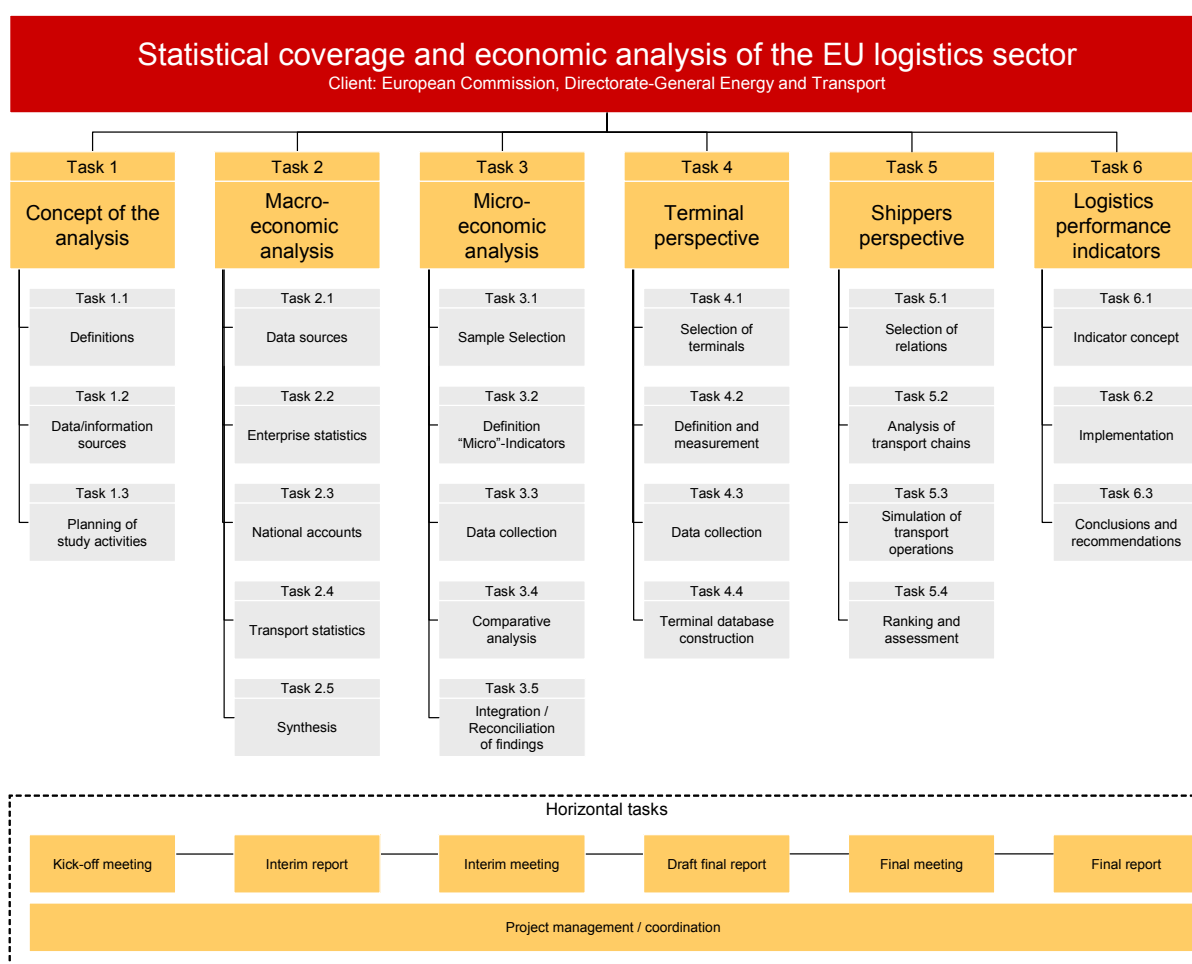 Statistical coverage and economic analysis of the EU logistics sector
Client: European Commission, Directorate-General Energy and Transport
Task 1
Concept of the
analysis
Task 1.1
Definitions
Task 1.2
Data/information
sources
Task 1.3
Planning of
study activities
Task 2
Macro-
economic
analysis
Task 2.1
Data sources
Task 2.2
Enterprise statistics
Task 2.3
National accounts
Task 2.4
Transport statistics
Task 2.5
Synthesis
Task 3
Micro-
economic
analysis
Task 3.1
Sample Selection
Task 3.2
Definition
“Micro”-Indicators
Task 3.3
Data collection
Task 3.4
Comparative
analysis
Task 3.5
Integration /
Reconciliation
of findings
Task 4
Terminal
perspective
Task 4.1
Selection of
terminals
Task 4.2
Definition and
measurement
Task 4.3
Data collection
Task 4.4
Terminal database
construction
Task 5
Shippers
perspective
Task 5.1
Selection of
relations
Task 5.2
Analysis of
transport chains
Task 5.3
Simulation of
transport
operations
Task 5.4
Ranking and
assessment
Task 6
Logistics
performance
indicators
Task 6.1
Indicator concept
Task 6.2
Implementation
Task 6.3
Conclusions and
recommendations
Horizontal tasks
Kick-off meeting
Interim report
Interim meeting
Draft final report
Final meeting
Final report
Project management / coordination